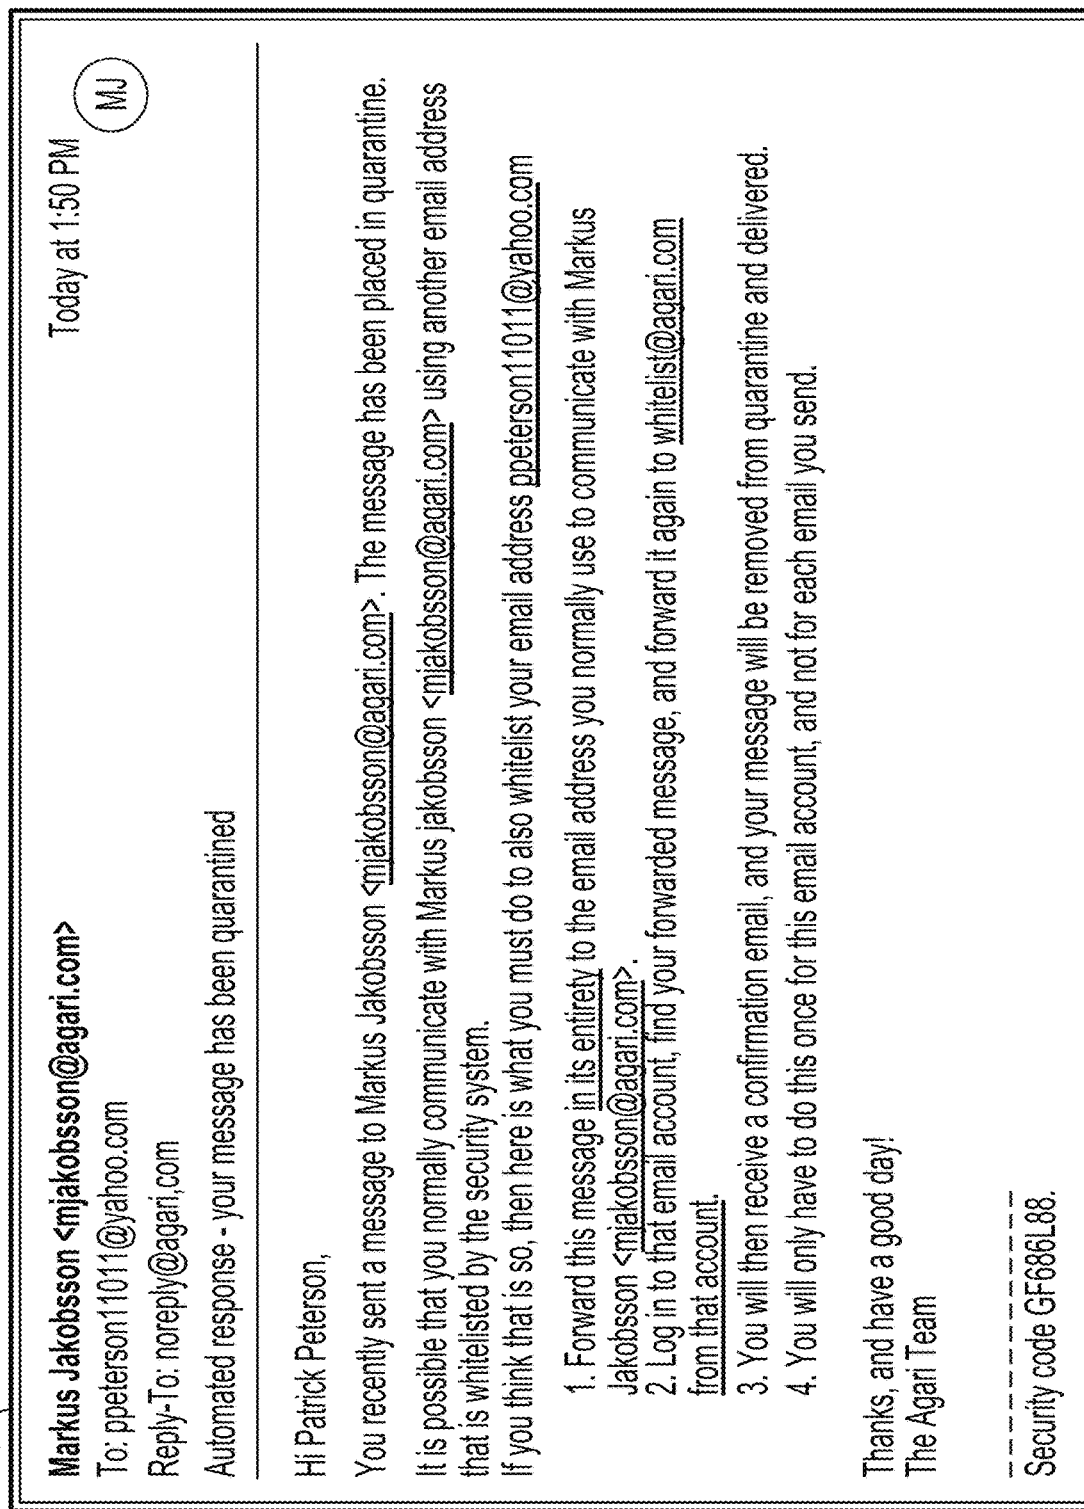 Markus Jakobsson <mjakobsson@agari.com>
Today at 1:50 PM
MJ
To: ppeterson11011@yahoo.com
Reply-To: noreply@agari,com
Automated response - your message has been quarantined
Hi Patrick Peterson,
You recently sent a message to Markus Jakobsson <mjakobsson@agari.com>. The message has been placed in quarantine.
It is possible that you normally communicate with Markus jakobsson <mjakobsson@agari.com> using another email address
that is whitelisted by the security system.
If you think that is so, then here is what you must do to also whitelist your email address ppeterson11011@yahoo.com
1. Forward this message in its entirety to the email address you normally use to communicate with Markus
Jakobsson <mjakobsson@agari.com>.
2. Log in to that email account, find your forwarded message, and forward it again to whitelist@agari.com
from that account.
3. You will then receive a confirmation email, and your message will be removed from quarantine and delivered.
4. You will only have to do this once for this email account, and not for each email you send.
Thanks, and have a good day!
The Agari Team
Security code GF686L88.